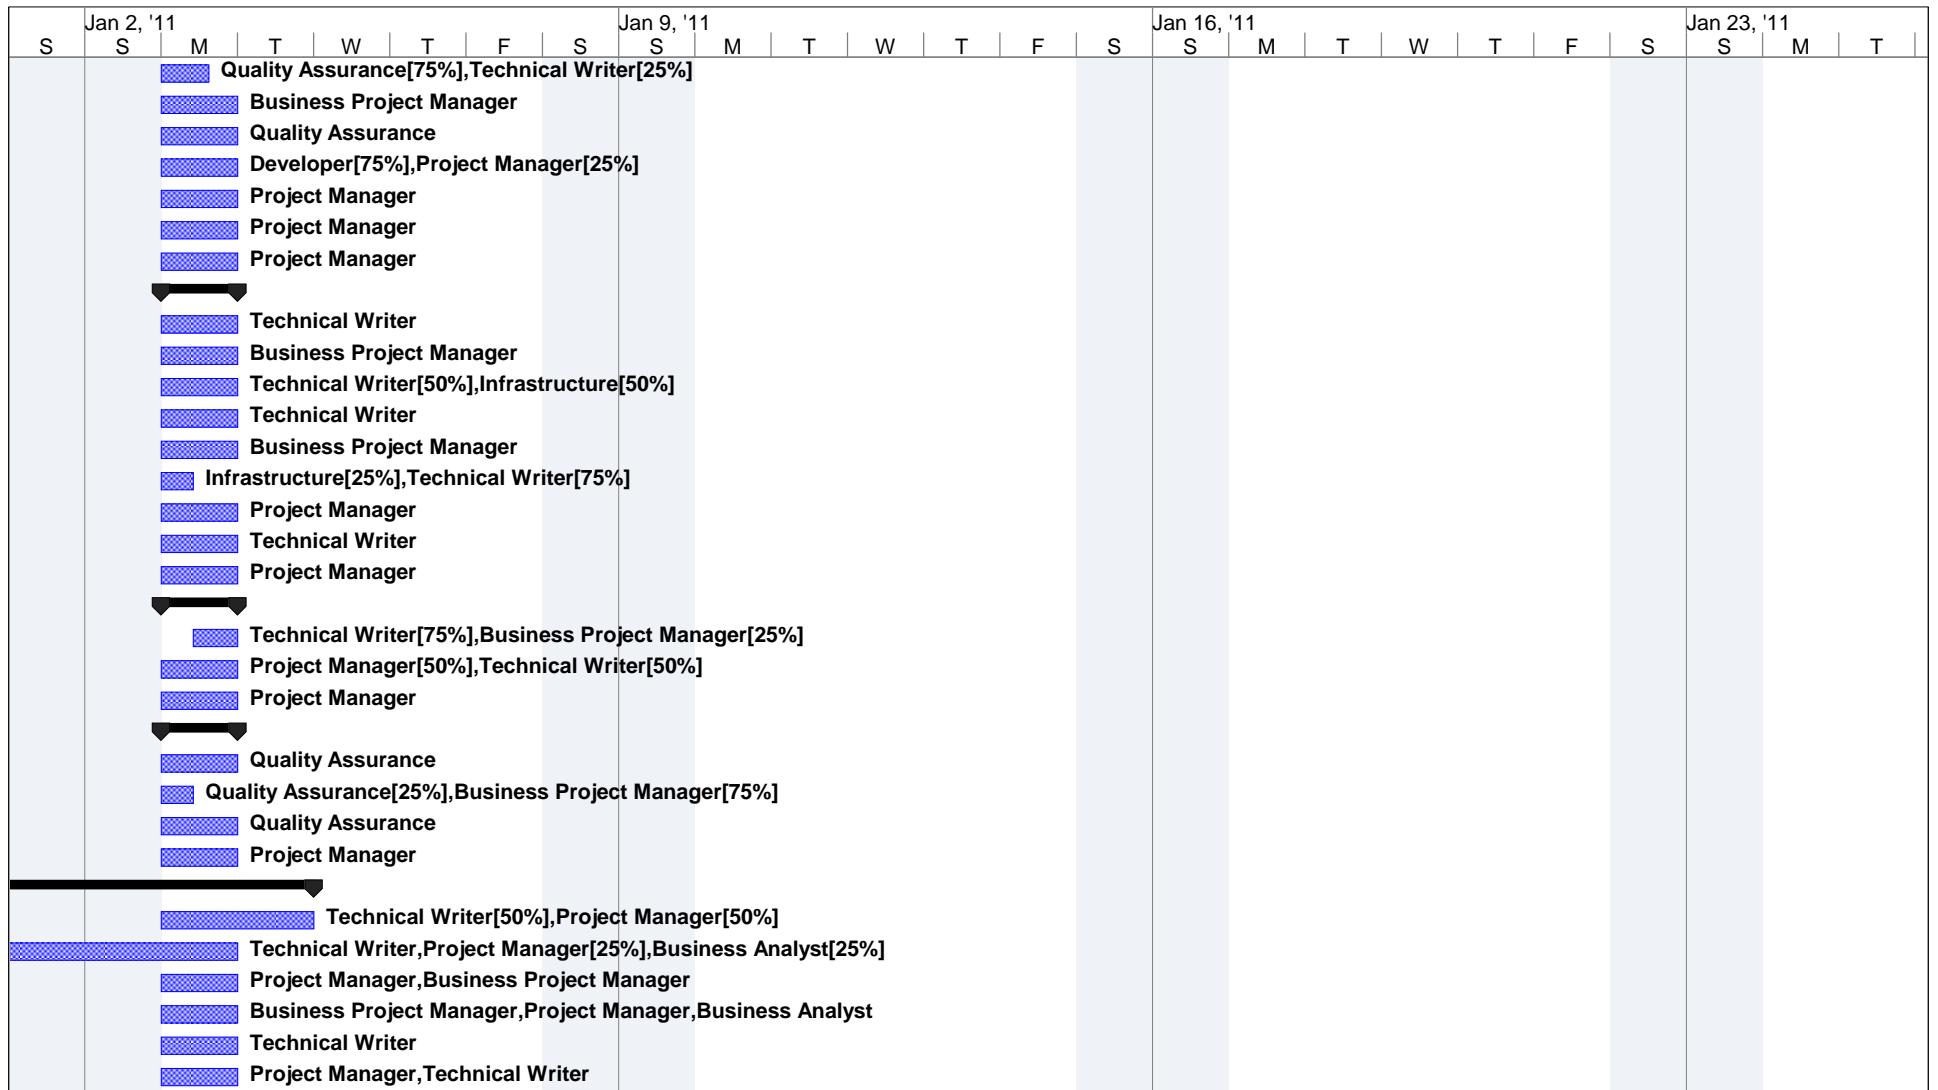 Jan 2, '11 Jan 9, '11 Jan 16, '11 Jan 23, '11
S S M T W T F S S M T W T F S S M T W T F S S M T
Quality Assurance[75%],Technical Writer[25%]
Business Project Manager
Quality Assurance
Developer[75%],Project Manager[25%]
Project Manager
Project Manager
Project Manager
Technical Writer
Business Project Manager
Technical Writer[50%],Infrastructure[50%]
Technical Writer
Business Project Manager
Infrastructure[25%],Technical Writer[75%]
Project Manager
Technical Writer
Project Manager
Technical Writer[75%],Business Project Manager[25%]
Project Manager[50%],Technical Writer[50%]
Project Manager
Quality Assurance
Quality Assurance[25%],Business Project Manager[75%]
Quality Assurance
Project Manager
Technical Writer[50%],Project Manager[50%]
Technical Writer,Project Manager[25%],Business Analyst[25%]
Project Manager,Business Project Manager
Business Project Manager,Project Manager,Business Analyst
Technical Writer
Project Manager,Technical Writer